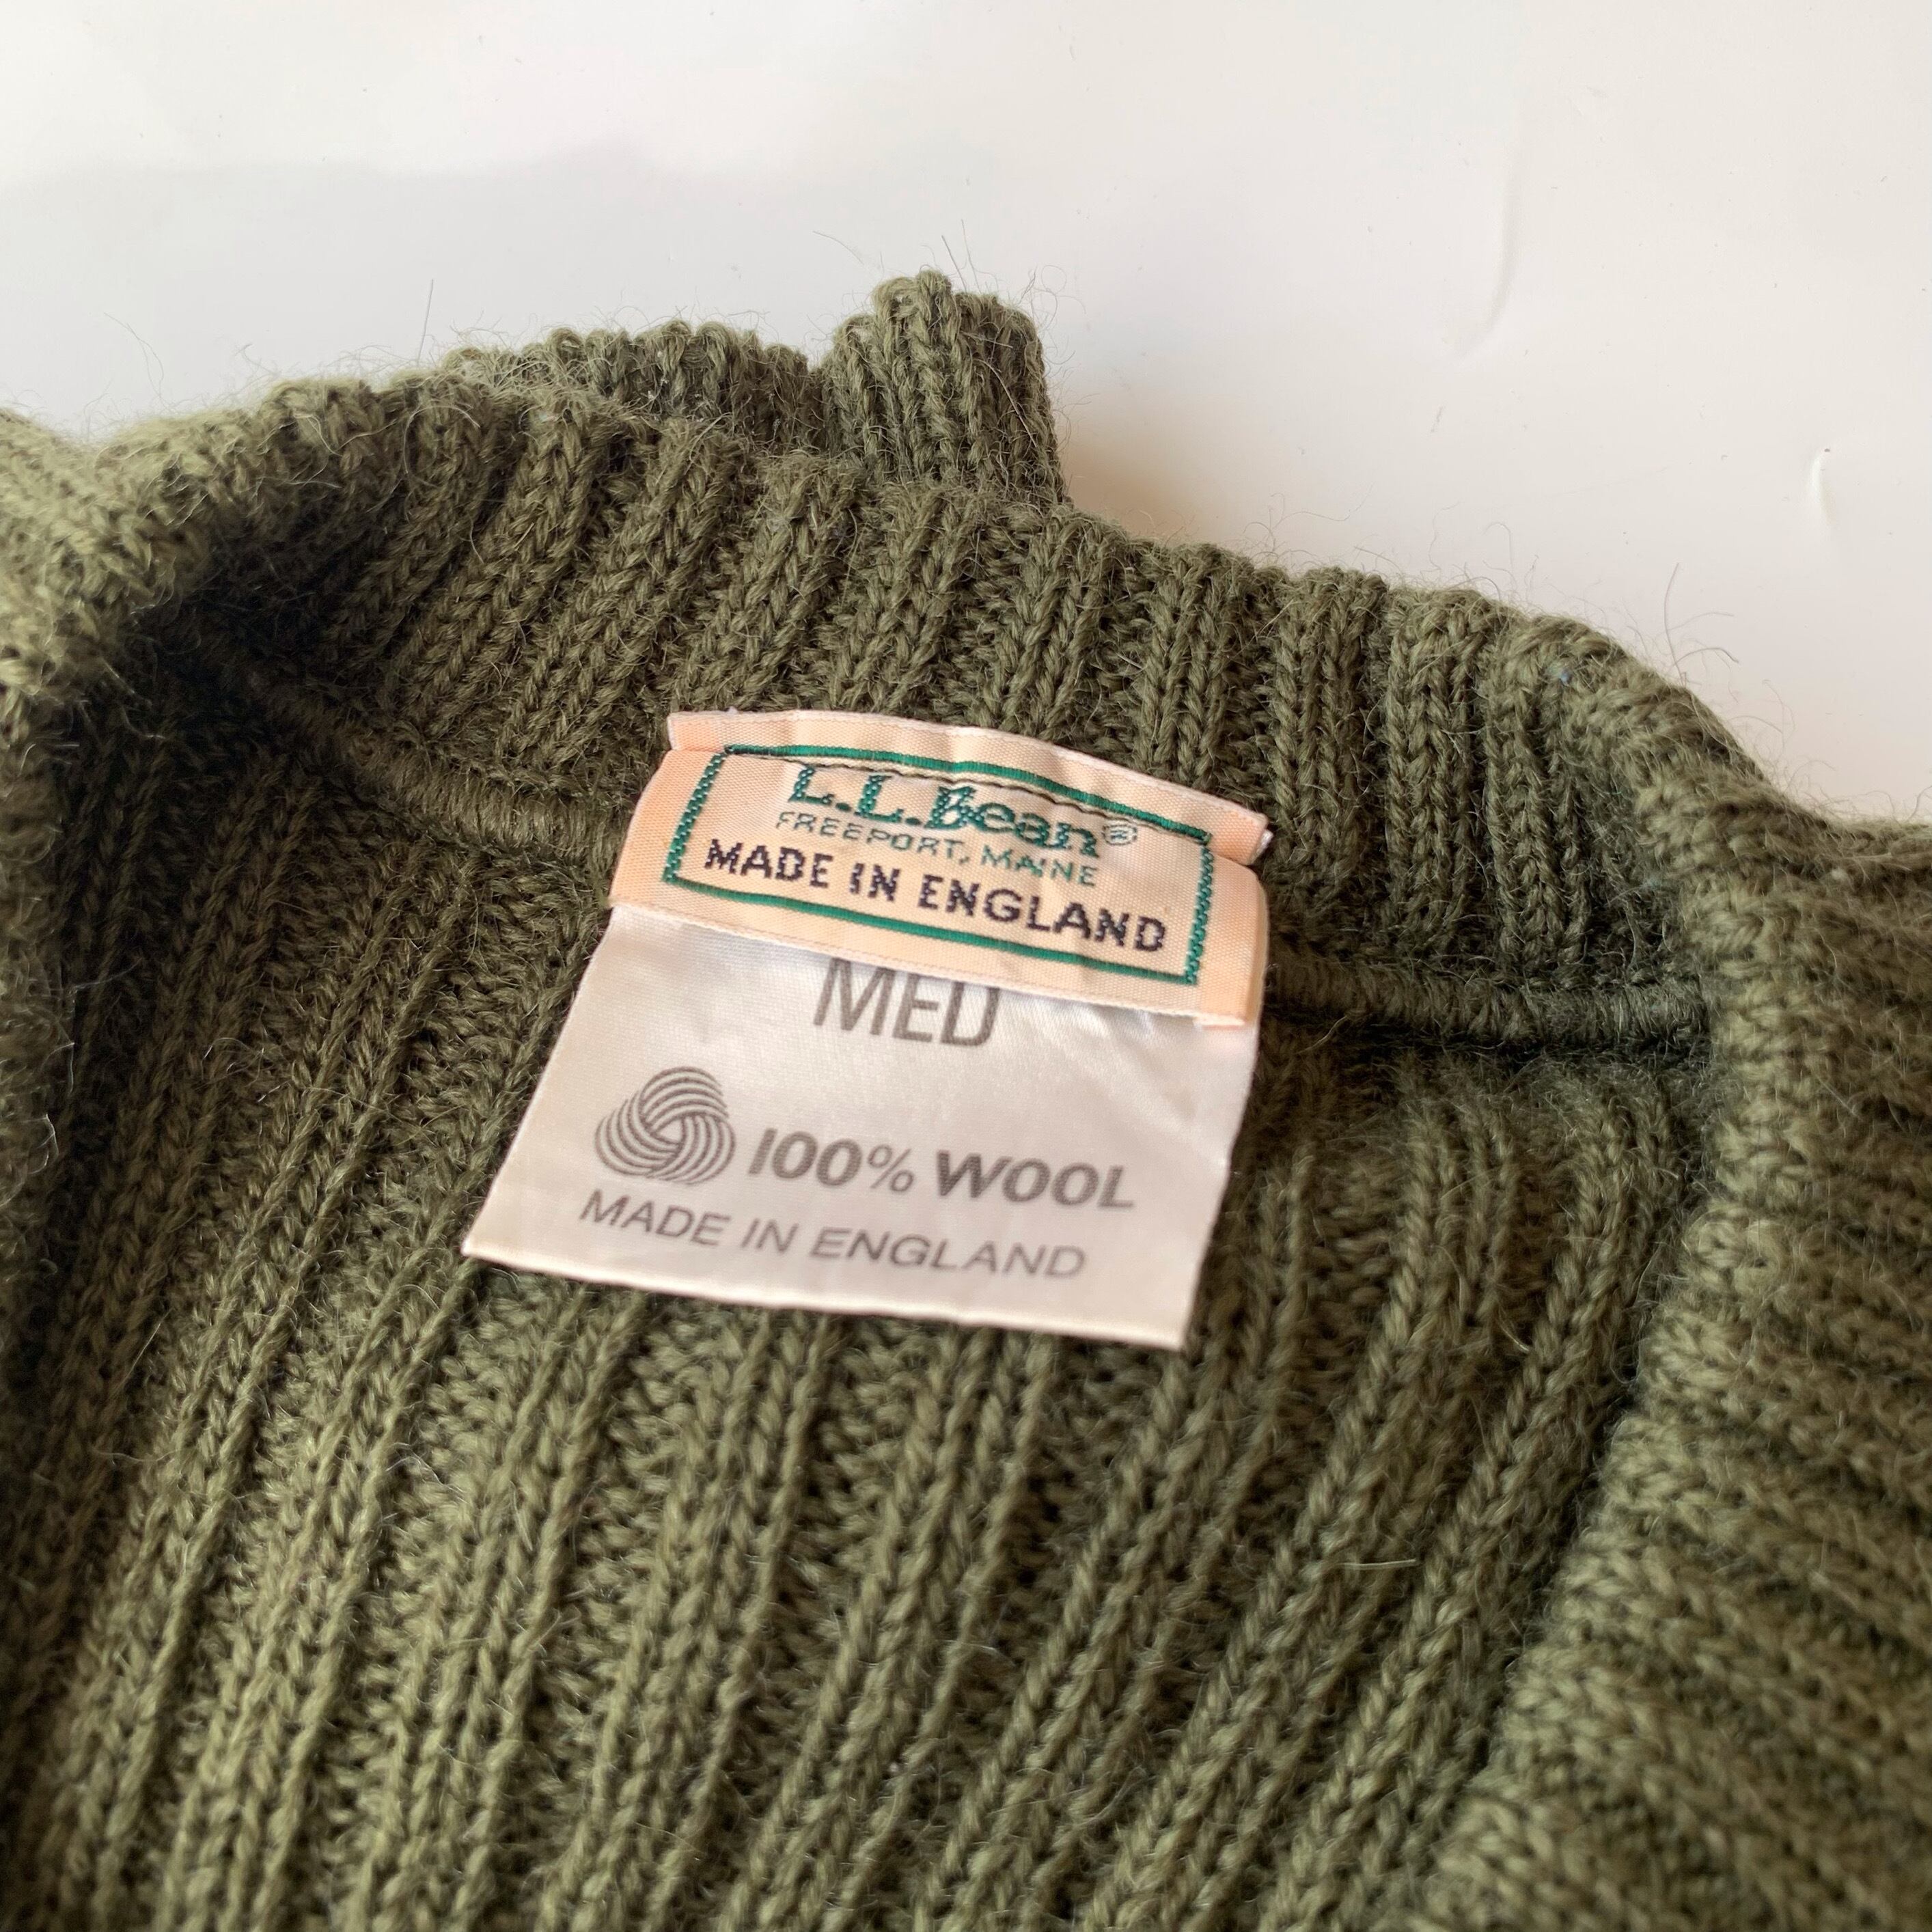 L.L.Bean®
FREEPORT, MAINE
MADE IN ENGLAND
MED
100% WOOL
MADE IN ENGLAND